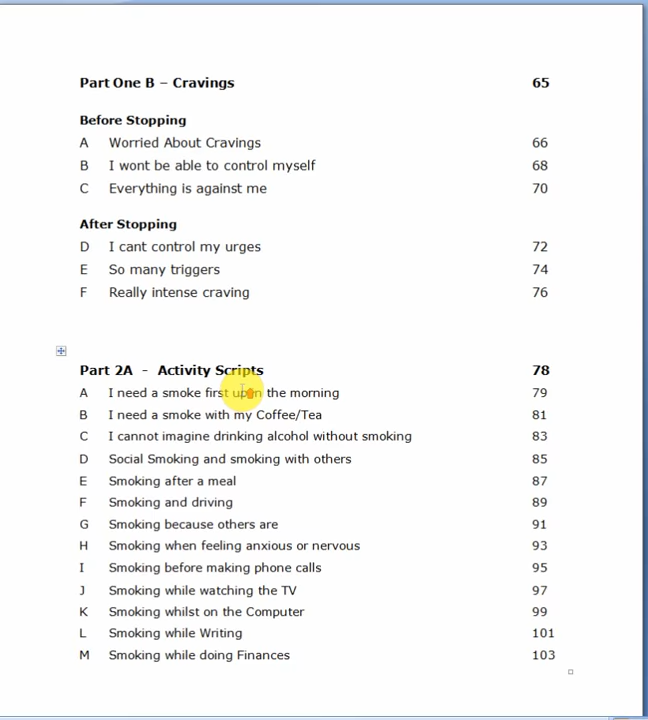 Part One B – Cravings 65
Before Stopping
A Worried About Cravings 66
B I wont be able to control myself 68
C Everything is against me 70
After Stopping
D I cant control my urges 72
E So many triggers 74
F Really intense craving 76
Part 2A - Activity Scripts 78
A I need a smoke first upon the morning 79
B I need a smoke with my Coffee/Tea 81
C I cannot imagine drinking alcohol without smoking 83
D Social Smoking and smoking with others 85
E Smoking after a meal 87
F Smoking and driving 89
G Smoking because others are 91
H Smoking when feeling anxious or nervous 93
I Smoking before making phone calls 95
J Smoking while watching the TV 97
K Smoking whilst on the Computer 99
L Smoking while Writing 101
M Smoking while doing Finances 103